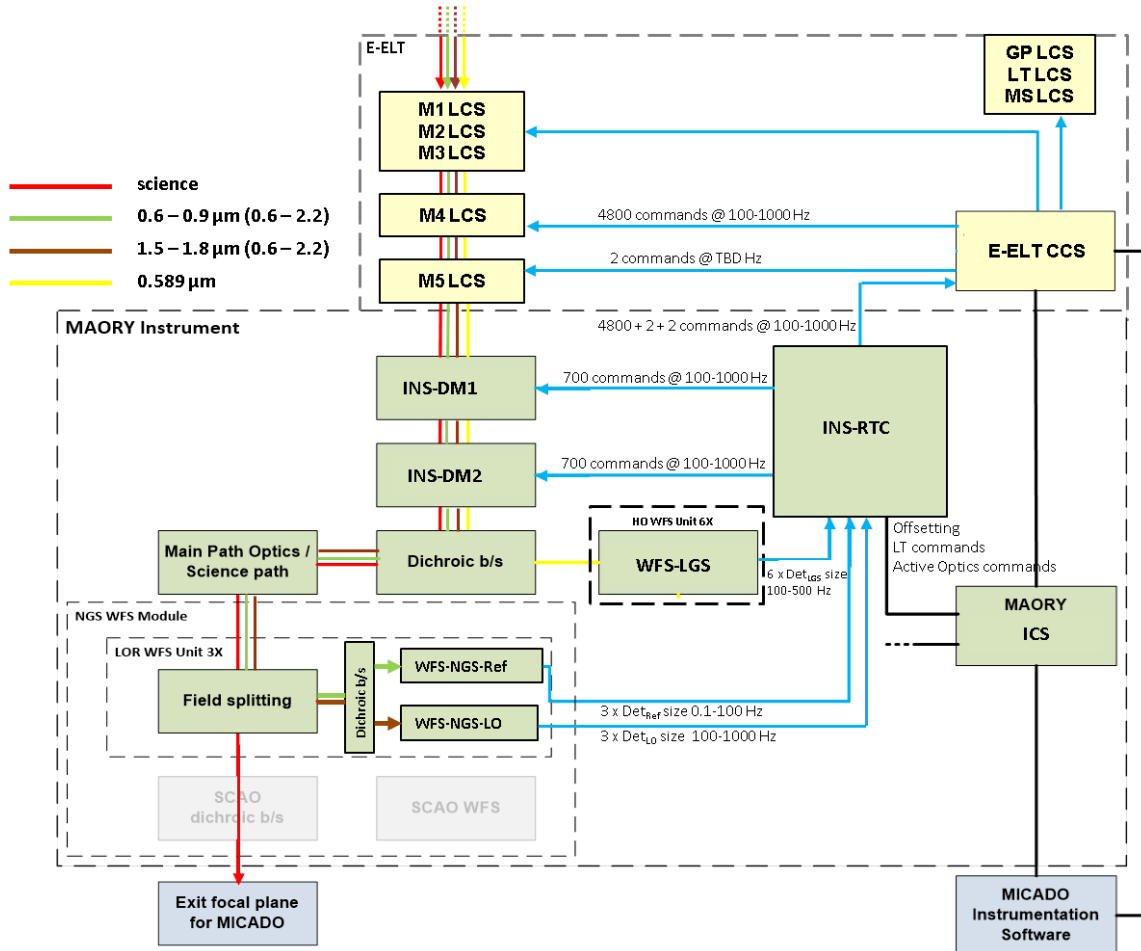 E-ELT
GP LCS
LT LCS
MS LCS
M1 LCS
M2 LCS
M3 LCS
science
0.6 – 0.9 µm (0.6 – 2.2)
1.5 – 1.8 µm (0.6 – 2.2)
0.589 µm
M4 LCS
4800 commands @ 100-1000 Hz
E-ELT CCS
2 commands @ TBD Hz
M5 LCS
MAORY Instrument
4800 + 2 + 2 commands @ 100-1000 Hz
INS-DM1
700 commands @ 100-1000 Hz
INS-RTC
INS-DM2
700 commands @ 100-1000 Hz
HO WFS Unit 6X
Main Path Optics /
Science path
Dichroic b/s
WFS-LGS
6 x DetLGS size
100-500 Hz
Offsetting
LT commands
Active Optics commands
MAORY
ICS
NGS WFS Module
LOR WFS Unit 3X
Field splitting
Dichroic b/s
WFS-NGS-Ref
WFS-NGS-LO
3 x DetRef size 0.1-100 Hz
3 x DetLO size 100-1000 Hz
SCAO
dichroic b/s
SCAO WFS
Exit focal plane
for MICADO
MICADO
Instrumentation
Software